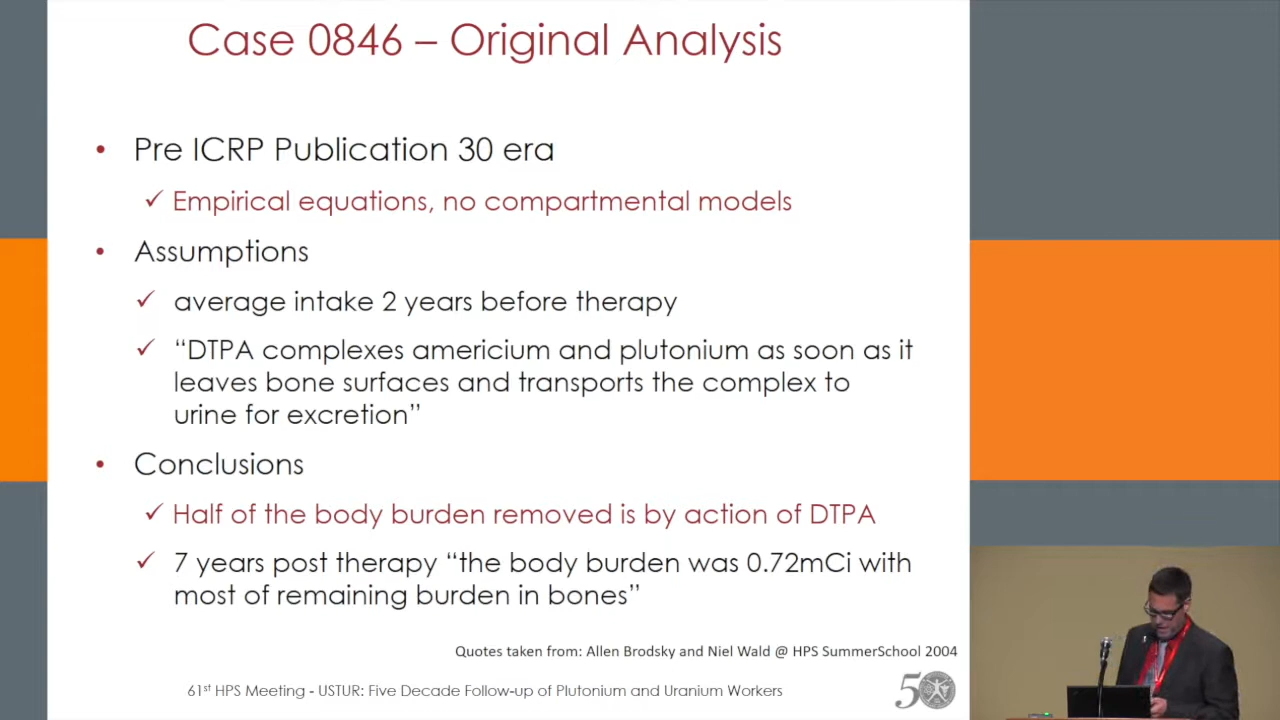 Case 0846 – Original Analysis
• Pre ICRP Publication 30 era
✓ Empirical equations, no compartmental models
• Assumptions
✓ average intake 2 years before therapy
✓ “DTPA complexes americium and plutonium as soon as it
leaves bone surfaces and transports the complex to
urine for excretion”
• Conclusions
✓ Half of the body burden removed is by action of DTPA
✓ 7 years post therapy “the body burden was 0.72mCi with
most of remaining burden in bones”
Quotes taken from: Allen Brodsky and Niel Wald @ HPS SummerSchool 2004
61st HPS Meeting - USTUR: Five Decade Follow-up of Plutonium and Uranium Workers
50